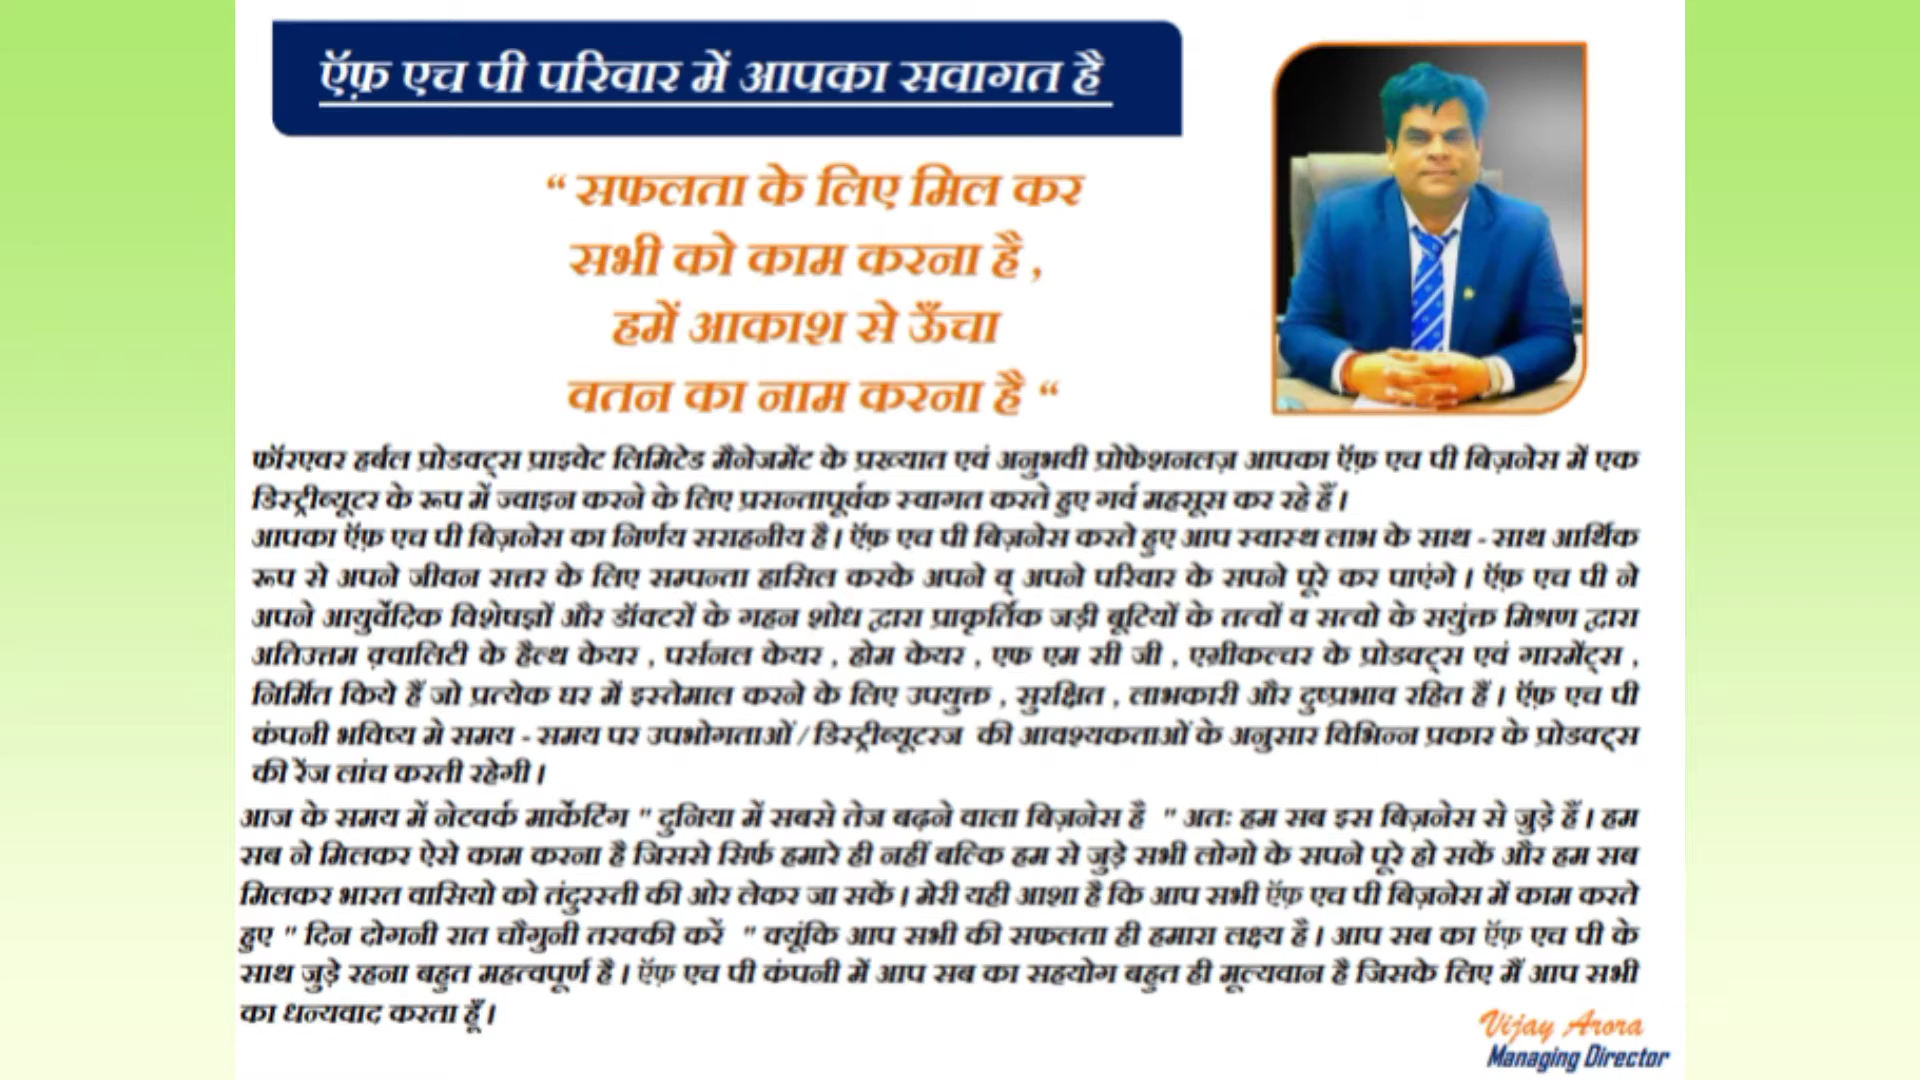 ऍफ़ एच पी परिवार में आपका सवागत है
“ सफलता के लिए मिल कर
सभी को काम करना है ,
हमें आकाश से ऊँचा
वतन का नाम करना है “
फॉरएवर हर्बल प्रोडक्ट्स प्राइवेट लिमिटेड मैनेजमेंट के प्रख्यात एवं अनुभवी प्रोफेशनलज़ आपका ऍफ़ एच पी बिज़नेस में एक
डिस्ट्रीब्यूटर के रूप में ज्वाइन करने के लिए प्रसन्तापूर्वक स्वागत करते हुए गर्व महसूस कर रहे हैं।
आपका ऍफ़ एच पी बिज़नेस का निर्णय सराहनीय है। ऍफ़ एच पी बिज़नेस करते हुए आप स्वास्थ लाभ के साथ - साथ आर्थिक
रूप से अपने जीवन सत्तर के लिए सम्पन्ता हासिल करके अपने व् अपने परिवार के सपने पूरे कर पाएंगे। ऍफ़ एच पी ने
अपने आयुर्वेदिक विशेषज्ञों और डॉक्टरों के गहन शोध द्वारा प्राकृर्तिक जड़ी बूटियों के तत्वों व सत्वो के सयुंक्त मिश्रण द्वारा
अतिउत्तम क़्वालिटी के हैल्थ केयर , पर्सनल केयर , होम केयर , एफ एम सी जी , एग्रीकल्चर के प्रोडक्ट्स एवं गारमेंट्स ,
निर्मित किये हैं जो प्रत्येक घर में इस्तेमाल करने के लिए उपयुक्त , सुरक्षित , लाभकारी और दुष्प्रभाव रहित हैं। ऍफ़ एच पी
कंपनी भविष्य मे समय - समय पर उपभोगताओं / डिस्ट्रीब्यूटरज की आवश्यकताओं के अनुसार विभिन्न प्रकार के प्रोडक्ट्स
की रेंज लांच करती रहेगी।
आज के समय में नेटवर्क मार्केटिंग " दुनिया में सबसे तेज बढ़ने वाला बिज़नेस है " अतः हम सब इस बिज़नेस से जुड़े हैं। हम
सब ने मिलकर ऐसे काम करना है जिससे सिर्फ हमारे ही नहीं बल्कि हम से जुड़े सभी लोगो के सपने पूरे हो सकें और हम सब
मिलकर भारत वासियो को तंदुरस्ती की ओर लेकर जा सकें। मेरी यही आशा है कि आप सभी ऍफ़ एच पी बिज़नेस में काम करते
हुए " दिन दोगनी रात चौगुनी तरक्की करें " क्यूंकि आप सभी की सफलता ही हमारा लक्ष्य है। आप सब का ऍफ़ एच पी के
साथ जुड़े रहना बहुत महत्वपूर्ण है। ऍफ़ एच पी कंपनी में आप सब का सहयोग बहुत ही मूल्यवान है जिसके लिए मैं आप सभी
का धन्यवाद करता हूँ।
Vijay Arora
Managing Director